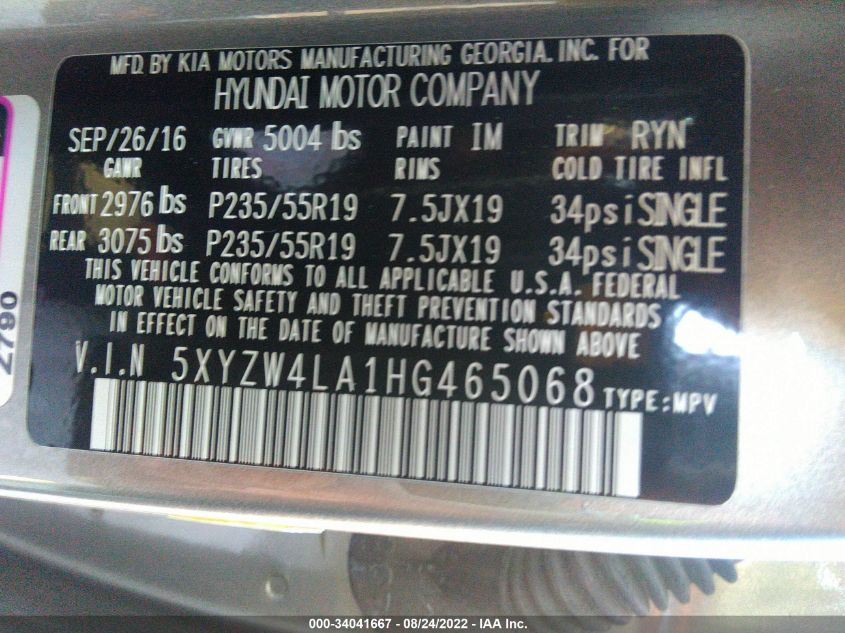 MFD. BY KIA MOTORS MANUFACTURING GEORGIA. INC. FOR
HYUNDAI MOTOR COMPANY
SEP/26/16 GVWR 5004 lbs PAINT IM TRIM RYN
GAWR TIRES RIMS COLD TIRE INFL
FRONT 2976 lbs P235/55R19 7.5JX19 34psi SINGLE
REAR 3075 lbs P235/55R19 7.5JX19 34psi SINGLE
THIS VEHICLE CONFORMS TO ALL APPLICABLE U.S.A. FEDERAL
MOTOR VEHICLE SAFETY AND THEFT PREVENTION STANDARDS
IN EFFECT ON THE DATE OF MANUFACTURE SHOWN ABOVE
V.I.N 5XYZW4LA1HG465068 TYPE:MPV
2790
000-34041667 - 08/24/2022 - IAA Inc.